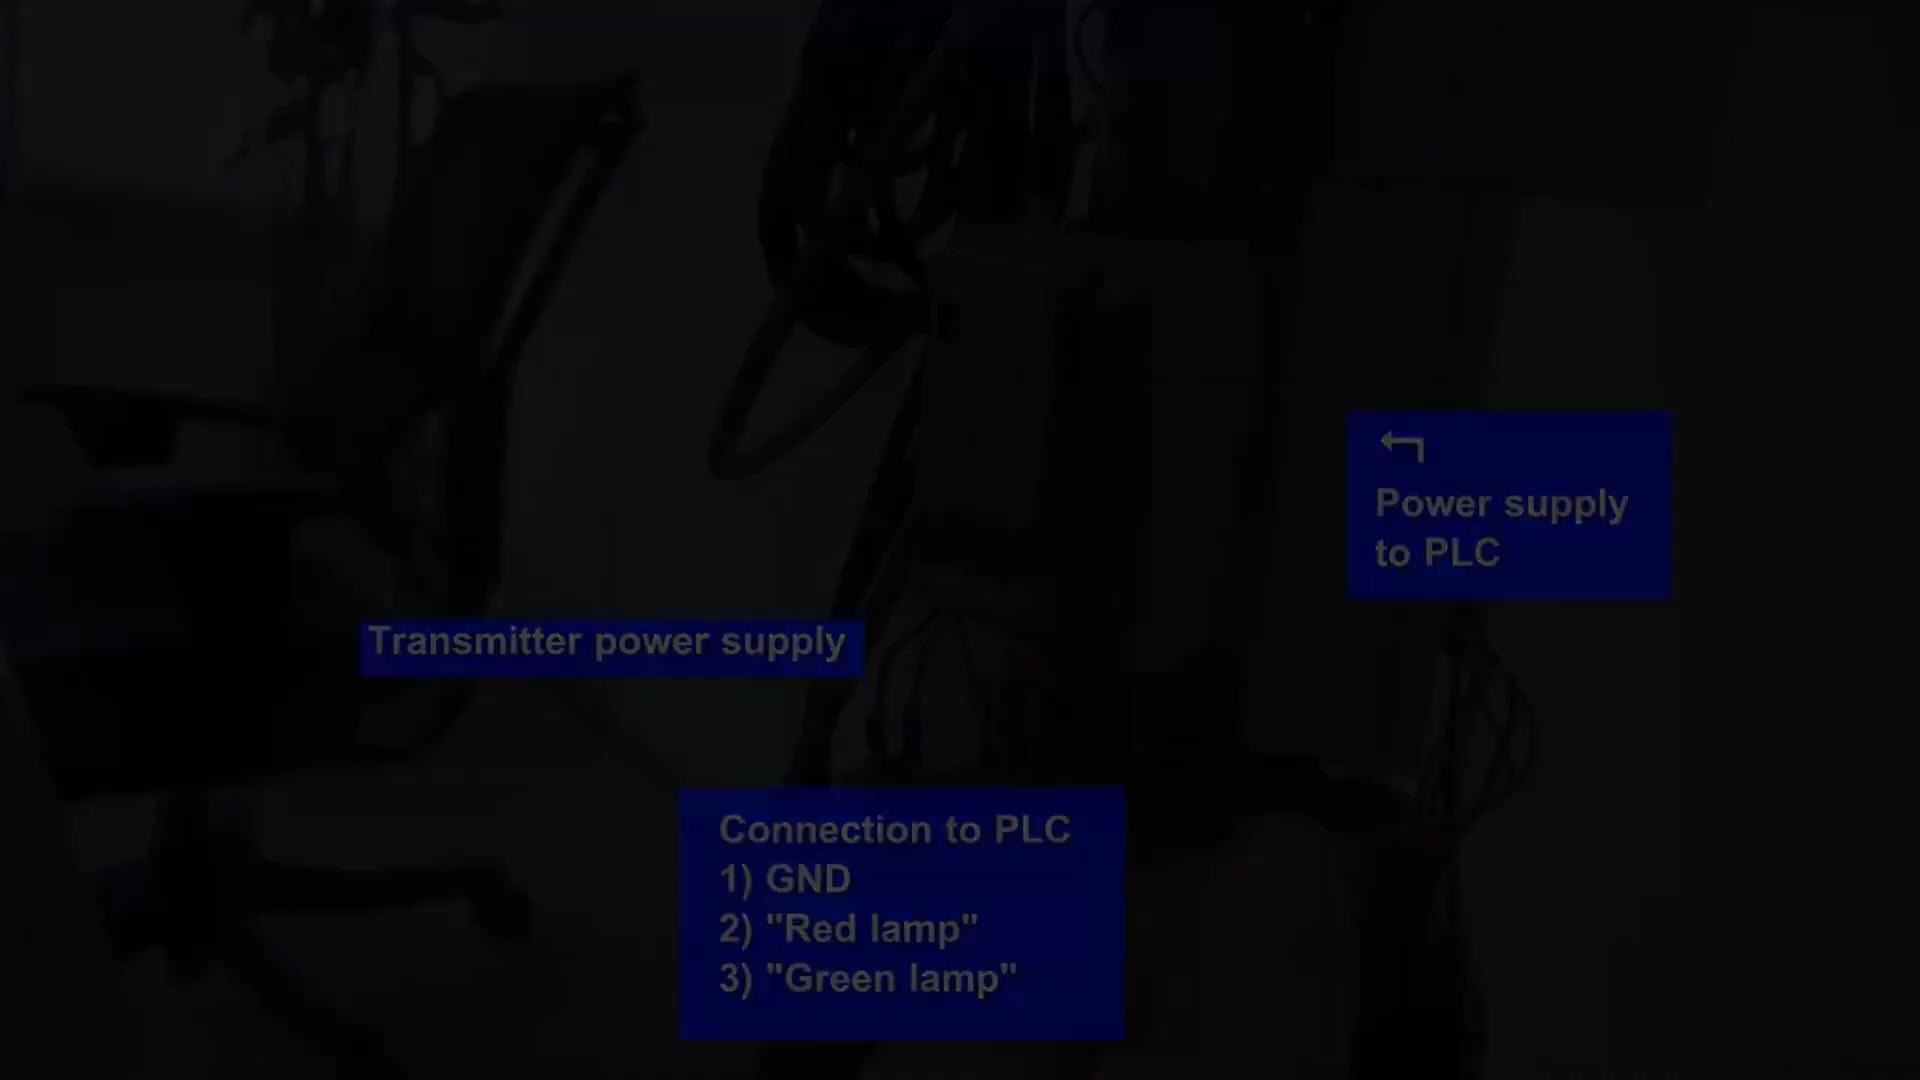 Power supply
to PLC
Transmitter power supply
Connection to PLC
1) GND
2) "Red lamp"
3) "Green lamp"